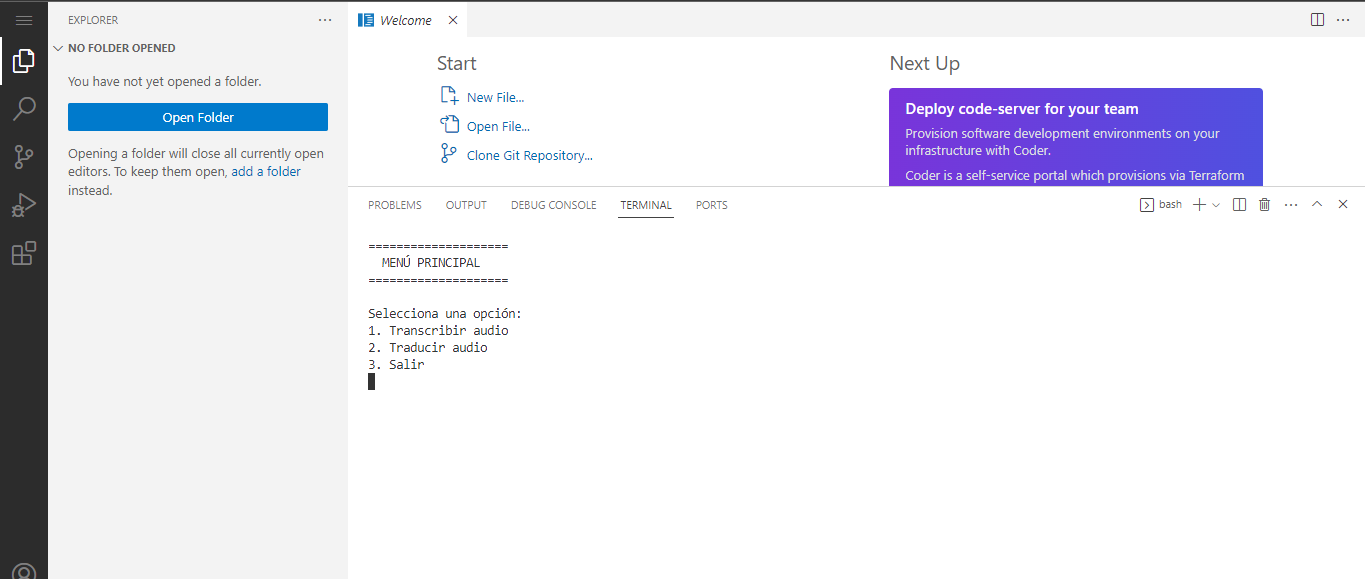 EXPLORER
NO FOLDER OPENED
You have not yet opened a folder.
Open Folder
Opening a folder will close all currently open
editors. To keep them open, add a folder
instead.
Welcome
Start
New File...
Open File...
Clone Git Repository...
Next Up
Deploy code-server for your team
Provision software development environments on your
infrastructure with Coder.
Coder is a self-service portal which provisions via Terraform
PROBLEMS OUTPUT DEBUG CONSOLE TERMINAL PORTS
bash
====================
MENÚ PRINCIPAL
====================
Selecciona una opción:
1. Transcribir audio
2. Traducir audio
3. Salir